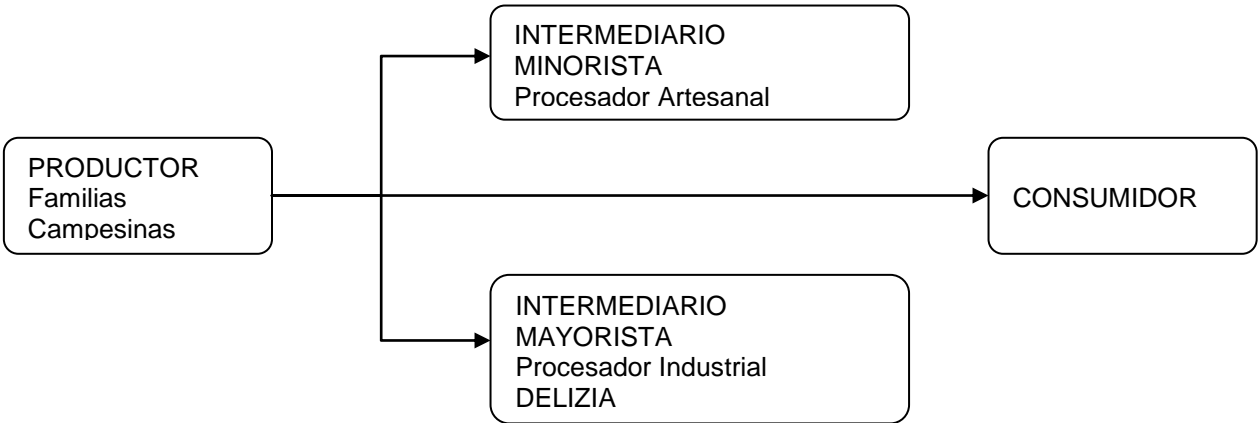 INTERMEDIARIO
MINORISTA
Procesador Artesanal
PRODUCTOR
Familias
Campesinas
CONSUMIDOR
INTERMEDIARIO
MAYORISTA
Procesador Industrial
DELIZIA